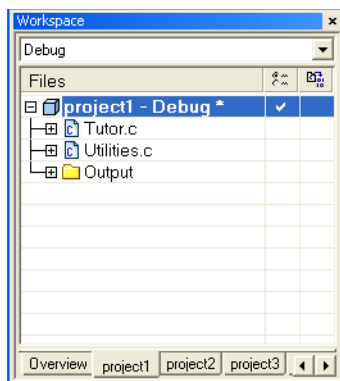 Workspace
Debug
Files
project1 - Debug *
Tutor.c
Utilities.c
Output
Overview project1 project2 project3